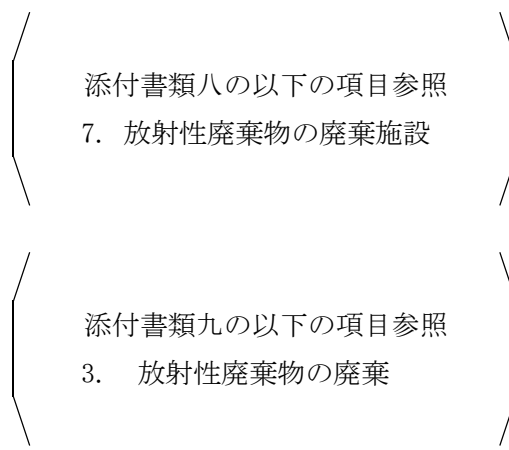 添付書類八の以下の項目参照
7. 放射性廃棄物の廃棄施設
添付書類九の以下の項目参照
3. 放射性廃棄物の廃棄